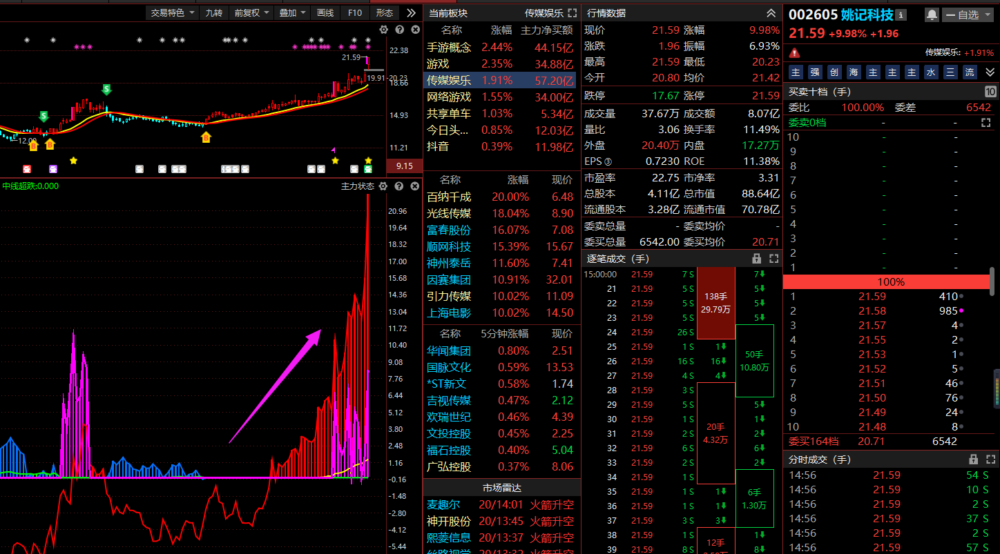 交易特色 九转 前复权 叠加 画线 F10 形态
21.59
19.91-20.23
12.00
S
S
B
B
B
22.38
18.66
14.93
11.21
9.15
中线超跌:0.000 主力状态
20.96
19.64
18.32
17.00
15.68
14.36
13.04
11.72
10.40
9.08
7.76
6.44
5.12
3.80
2.48
1.16
-0.16
-1.48
-2.80
-4.12
-5.44
当前板块 传媒娱乐
名称 涨幅 主力净买额
手游概念 2.44% 44.15亿
游戏 2.35% 34.88亿
传媒娱乐 1.91% 57.20亿
网络游戏 1.55% 34.00亿
共享单车 1.03% 5.34亿
今日头... 0.85% 12.03亿
抖音 0.39% 11.98亿
名称 涨幅 现价
百纳千成 20.00% 6.48
光线传媒 18.04% 8.90
富春股份 16.07% 7.08
顺网科技 15.39% 15.67
神州泰岳 11.60% 7.41
因赛集团 10.91% 32.01
引力传媒 10.02% 11.09
上海电影 10.02% 14.50
名称 5分钟涨幅 现价
华闻集团 0.80% 2.51
国脉文化 0.59% 13.53
*ST新文 0.58% 1.74
吉视传媒 0.47% 2.12
欢瑞世纪 0.46% 4.39
文投控股 0.45% 2.25
福石控股 0.40% 5.04
广弘控股 0.37% 8.06
市场雷达
麦趣尔 20/14:01 火箭升空
神开股份 20/13:45 火箭升空
熙菱信息 20/13:37 火箭升空
行情数据
现价 21.59 涨幅 9.98%
涨跌 1.96 振幅 6.93%
最高 21.59 最低 20.23
今开 20.80 均价 21.42
跌停 17.67 涨停 21.59
成交量 37.67万 成交额 8.07亿
量比 3.06 换手率 11.49%
外盘 20.40万 内盘 17.27万
EPS③ 0.7230 ROE 11.38%
市盈率 22.75 市净率 3.31
总股本 4.11亿 总市值 88.64亿
流通股本 3.28亿 流通市值 70.78亿
委卖总量 - 委卖均价 -
委买总量 6542.00 委买均价 20.71
逐笔成交（手）
15:00:00 21.59 7 S 7
21 21.59 5 S 5
22 21.59 5 S 5
23 21.59 5 S 5
24 21.59 26 S
25 21.59 1 S 1
26 21.59 16 S 16
27 21.59 4 S 4
28 21.59 3 S
29 21.59 5 S 5
30 21.59 1 S 1
31 21.59 2 S 2
32 21.59 6 S 6
33 21.59 2 S 2
34 21.59 1 S
35 21.59 1 S 1
36 21.59 1 S 1
37 21.59 3 S 3
38 21.59 1 S 1
39 21.59 8 S 8
138手
29.79万
50手
10.80万
20手
4.32万
6手
1.30万
12手
002605 姚记科技 自选
21.59 +9.98% +1.96
传媒娱乐: +1.91%
主 强 创 海 主 主 主 水 三 流
买卖十档（手） 10
委比 100.00% 委差 6542
委卖0档 - -
10 - -
9 - -
8 - -
7 - -
6 - -
5 - -
4 - -
3 - -
2 - -
1 - -
100%
1 21.59 410
2 21.58 985
3 21.57 4
4 21.55 2
5 21.53 1
6 21.52 5
7 21.51 46
8 21.50 76
9 21.49 24
10 21.48 8
委买164档 20.71 6542
分时成交（手）
14:56 21.59 54 S
14:56 21.59 10 S
14:56 21.59 2 S
14:56 21.59 37 S
14:56 21.59 2 S
14:56 21.59 57 S